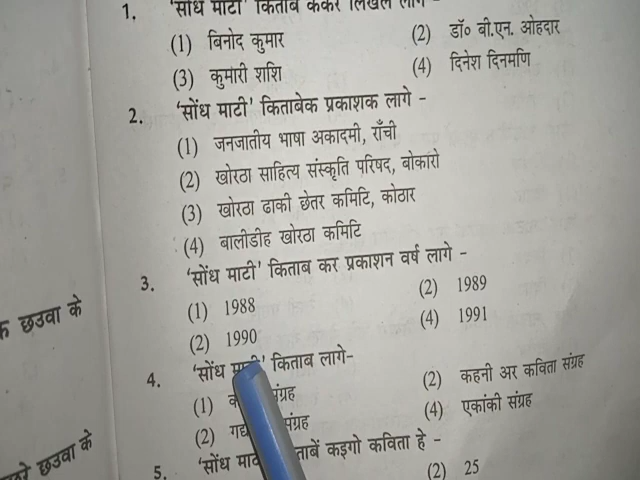 1. 'सोंध माटी' किताब केकर लिखल लागे -
(1) बिनोद कुमार (2) डॉ० बी.एन. ओहदार
(3) कुमारी शशि (4) दिनेश दिनमणि
2. 'सोंध माटी' किताबेक प्रकाशक लागे -
(1) जनजातीय भाषा अकादमी, राँची
(2) खोरठा साहित्य संस्कृति परिषद, बोकारो
(3) खोरठा ढाकी छेतर कमिटि, कोठार
(4) बालीडीह खोरठा कमिटि
3. 'सोंध माटी' किताब कर प्रकाशन वर्ष लागे -
(1) 1988 (2) 1989
(2) 1990 (4) 1991
4. 'सोंध माटी' किताब लागे-
(1) संग्रह (2) कहनी अर कविता संग्रह
(2) गद्य संग्रह (4) एकांकी संग्रह
5. 'सोंध माटी' कइगो कविता हे -
(2) 25
छउवा के
छउवा के